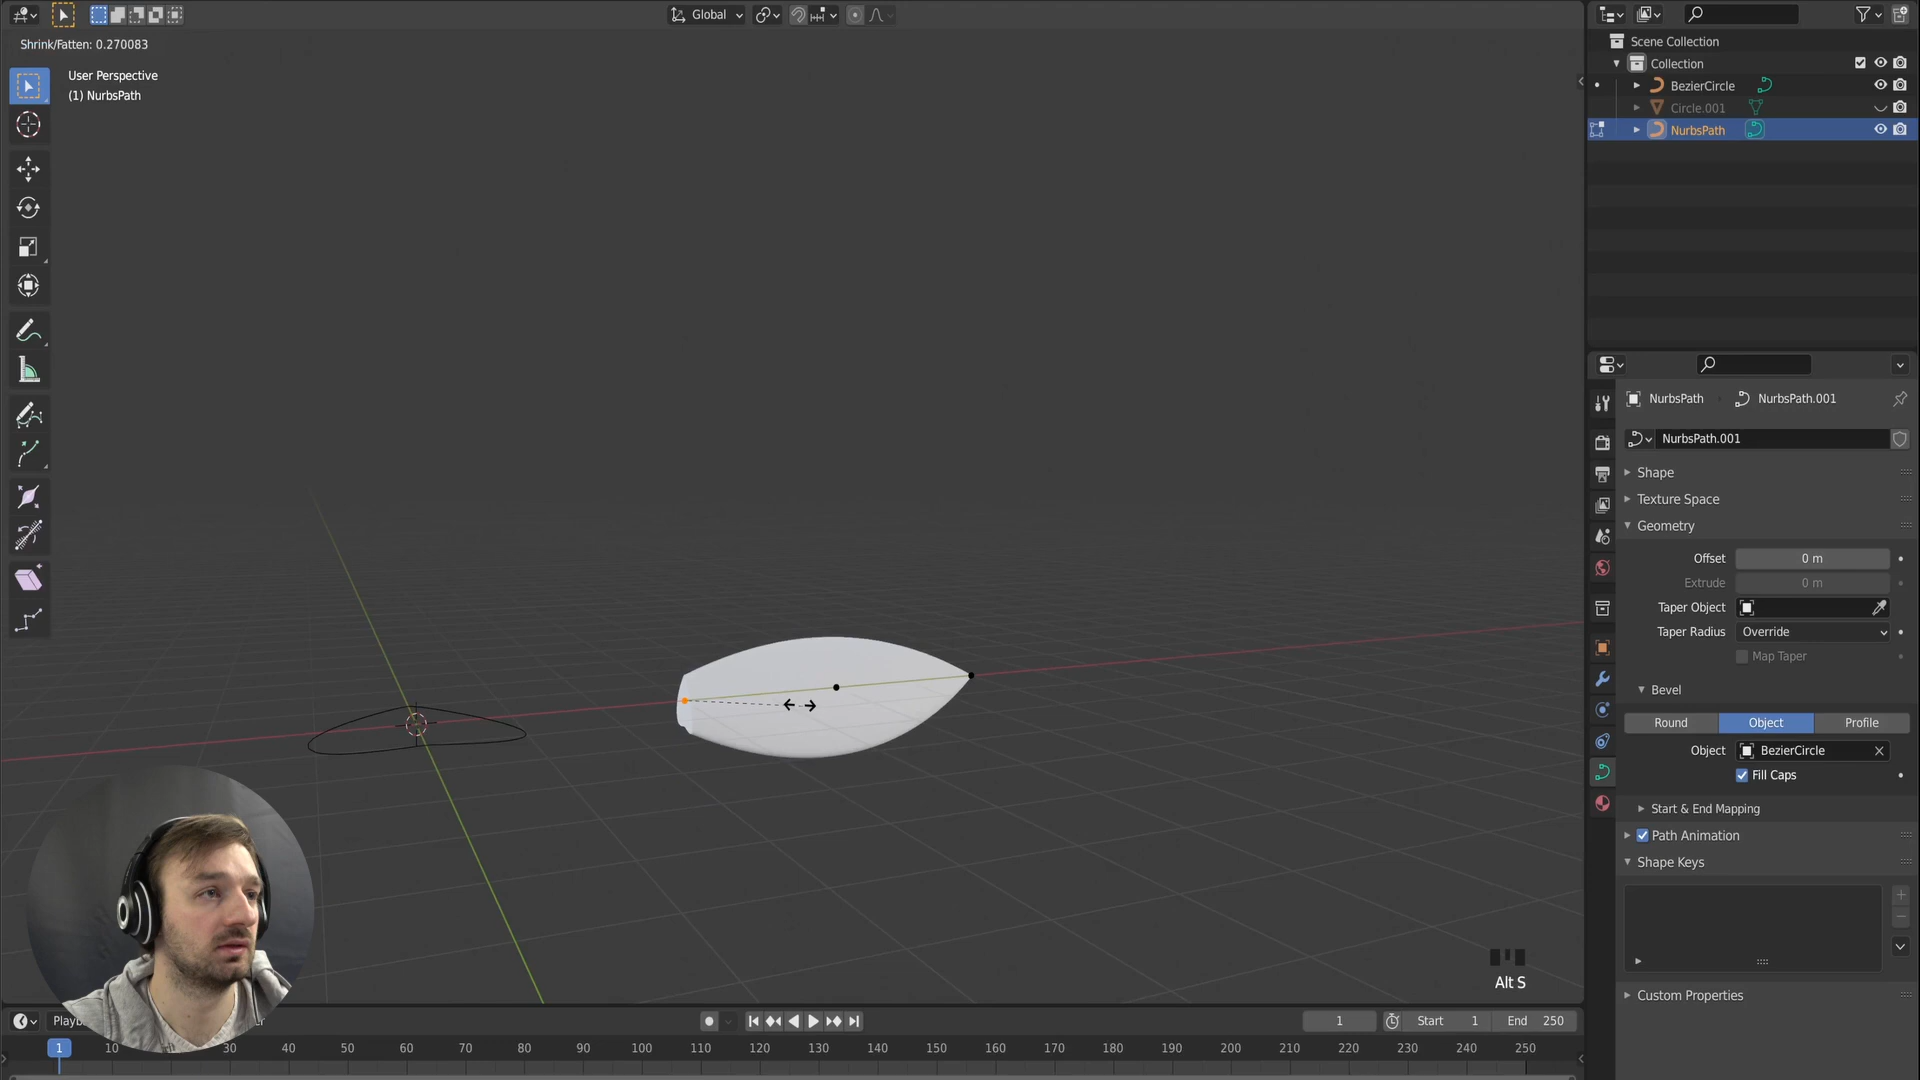 Global
Shrink/Fatten: 0.270083
User Perspective
(1) NurbsPath
Scene Collection
Collection
BezierCircle
Circle.001
NurbsPath
NurbsPath
NurbsPath.001
NurbsPath.001
Shape
Texture Space
Geometry
Offset
0 m
Extrude
0 m
Taper Object
Taper Radius
Override
Map Taper
Bevel
Round
Object
Profile
Object
BezierCircle
Fill Caps
Start & End Mapping
Path Animation
Shape Keys
Custom Properties
Alt S
1
Start
1
End
250
1
10
30
40
50
60
70
80
90
100
110
120
130
140
150
160
170
180
190
200
210
220
230
240
250